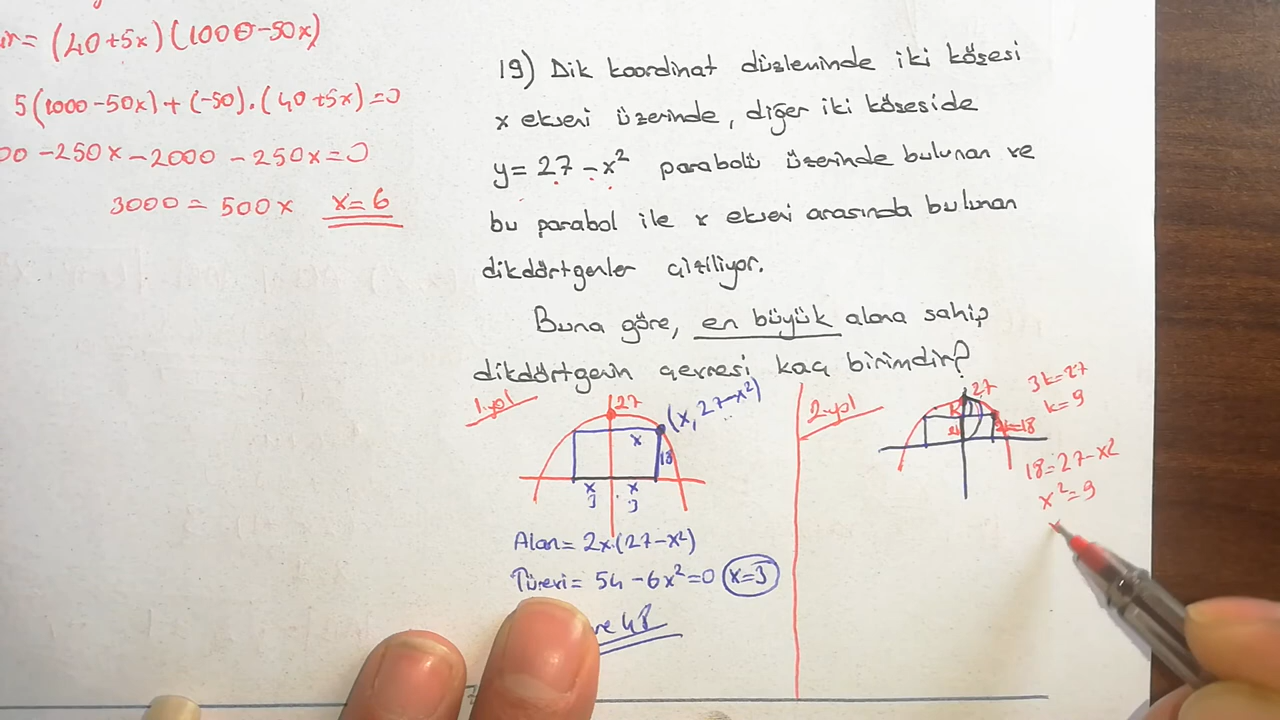 = (40+5x)(1000-50x)
5(1000-50x)+(-50).(40+5x)=0
-250x-2000-250x=0
3000=500x x=6
19) Dik koordinat düzleminde iki köşesi
x ekseni üzerinde, diğer iki köşeside
y=27-x² parabolü üzerinde bulunan ve
bu parabol ile x ekseni arasında bulunan
dikdörtgenler çiziliyor.
Buna göre, en büyük alana sahip
dikdörtgenin çevresi kaç birimdir?
1.yol
27
(x, 27-x²)
x
18
x x
3 3
Alan= 2x.(27-x²)
Türevi= 54-6x²=0 x=3
re 48
2.yol
27
k
2k
2k=18
3k=27
k=9
18=27-x²
x²=9